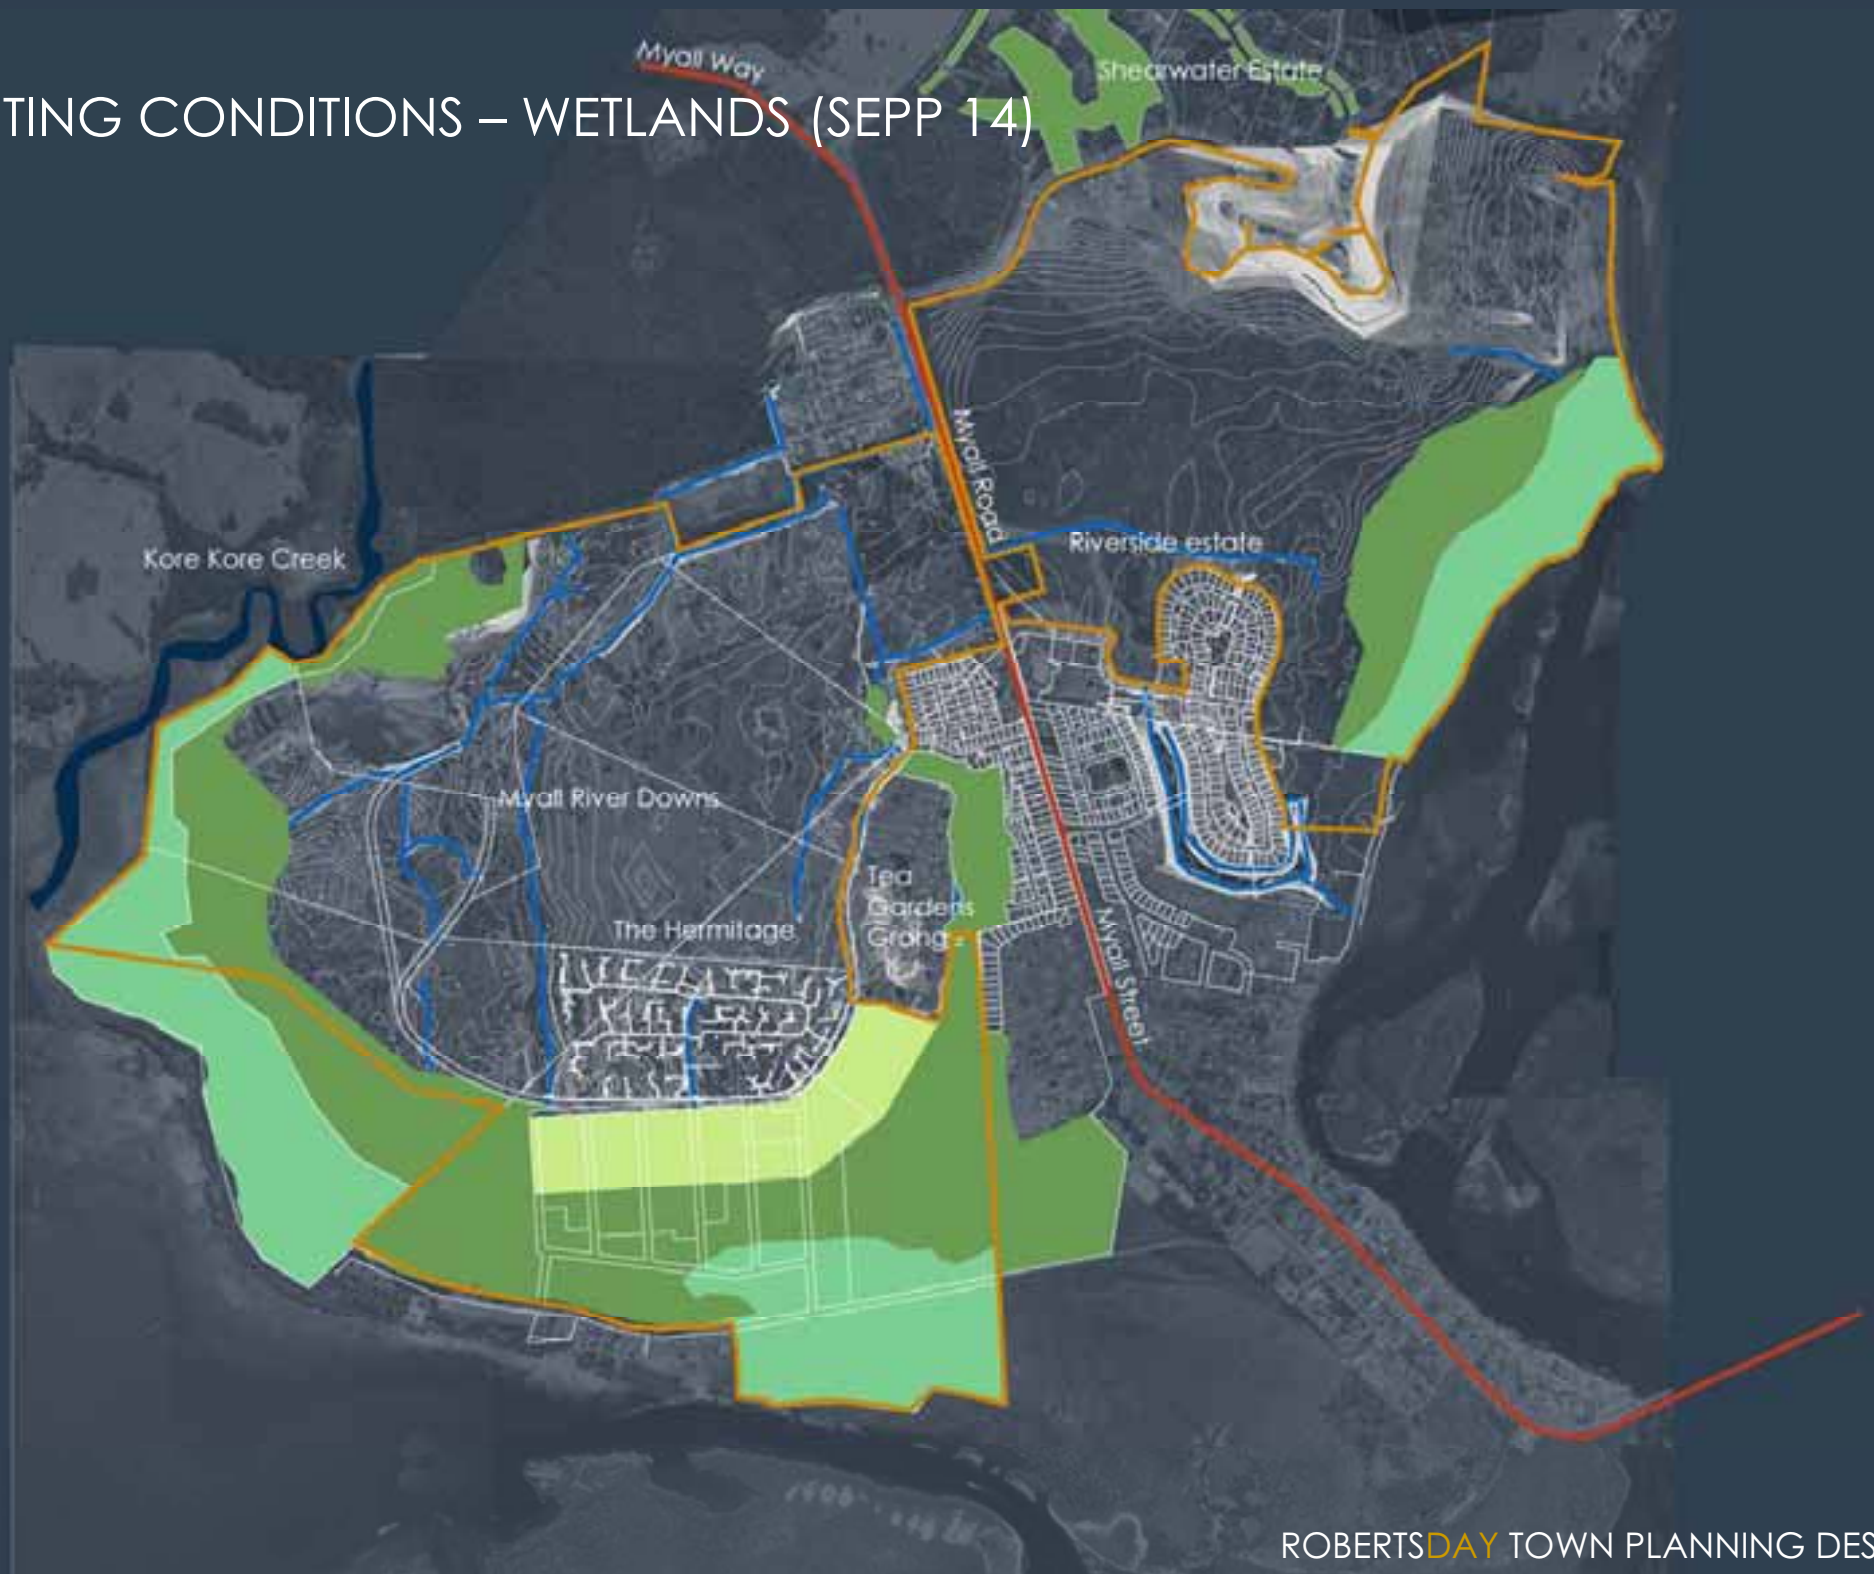 Myall Way
Shearwater Estate
TING CONDITIONS – WETLANDS (SEPP 14)
Myall Road
Riverside estate
Kore Kore Creek
Myall River Downs
Tea
Gardens
Grange
The Hermitage
Myall Street
ROBERTSDAY TOWN PLANNING DES